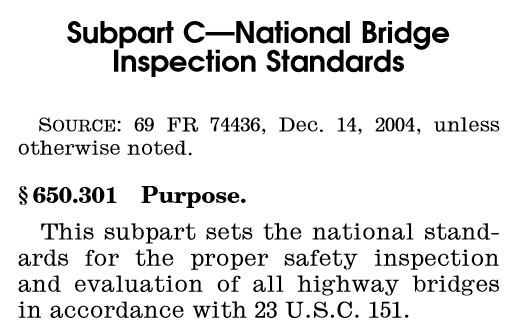 Subpart C—National Bridge
Inspection Standards
SOURCE: 69 FR 74436, Dec. 14, 2004, unless
otherwise noted.
§ 650.301 Purpose.
This subpart sets the national stand-
ards for the proper safety inspection
and evaluation of all highway bridges
in accordance with 23 U.S.C. 151.